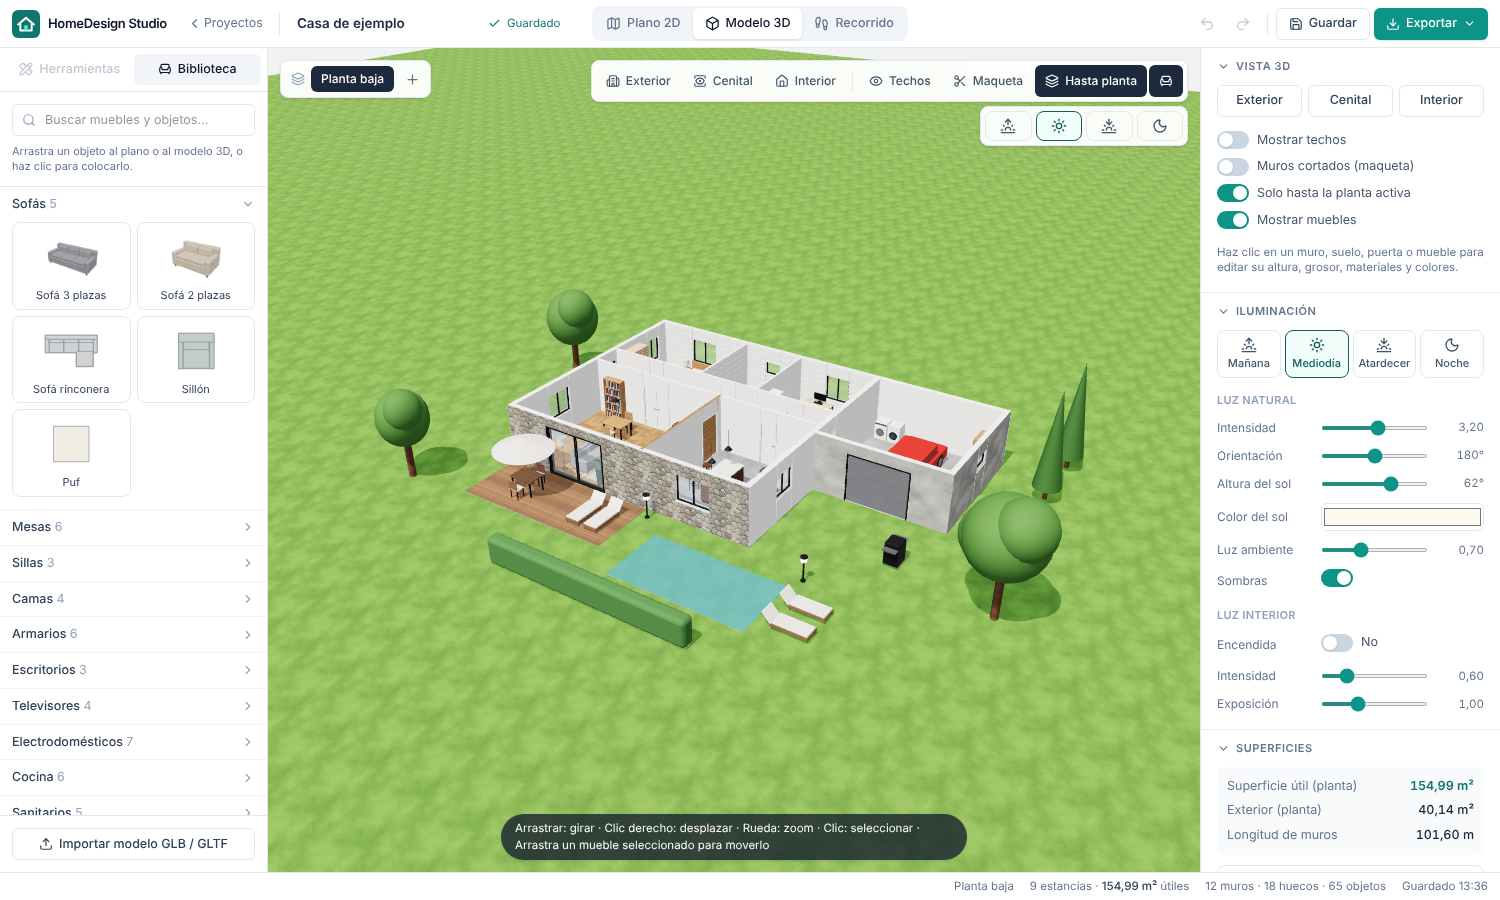 HomeDesign Studio
Proyectos
Casa de ejemplo
Guardado
Plano 2D
Modelo 3D
Recorrido
Guardar
Exportar
Herramientas
Biblioteca
Buscar muebles y objetos...
Arrastra un objeto al plano o al modelo 3D, o
haz clic para colocarlo.
Sofás 5
Sofá 3 plazas
Sofá 2 plazas
Sofá rinconera
Sillón
Puf
Mesas 6
Sillas 3
Camas 4
Armarios 6
Escritorios 3
Televisores 4
Electrodomésticos 7
Cocina 6
Sanitarios 5
Importar modelo GLB / GLTF
Planta baja
Exterior
Cenital
Interior
Techos
Maqueta
Hasta planta
Arrastrar: girar · Clic derecho: desplazar · Rueda: zoom · Clic: seleccionar ·
Arrastra un mueble seleccionado para moverlo
VISTA 3D
Exterior
Cenital
Interior
Mostrar techos
Muros cortados (maqueta)
Solo hasta la planta activa
Mostrar muebles
Haz clic en un muro, suelo, puerta o mueble para
editar su altura, grosor, materiales y colores.
ILUMINACIÓN
Mañana
Mediodía
Atardecer
Noche
LUZ NATURAL
Intensidad 3,20
Orientación 180°
Altura del sol 62°
Color del sol
Luz ambiente 0,70
Sombras
LUZ INTERIOR
Encendida No
Intensidad 0,60
Exposición 1,00
SUPERFICIES
Superficie útil (planta) 154,99 m²
Exterior (planta) 40,14 m²
Longitud de muros 101,60 m
Planta baja
9 estancias · 154,99 m² útiles
12 muros · 18 huecos · 65 objetos
Guardado 13:36